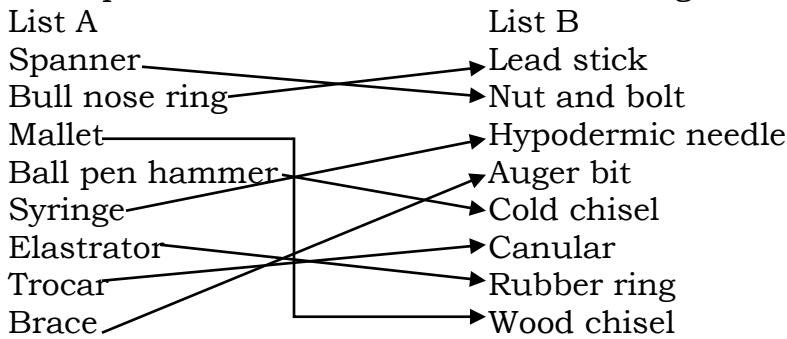 List A List B
Spanner Lead stick
Bull nose ring Nut and bolt
Mallet Hypodermic needle
Ball pen hammer Auger bit
Syringe Cold chisel
Elastrator Canular
Trocar Rubber ring
Brace Wood chisel